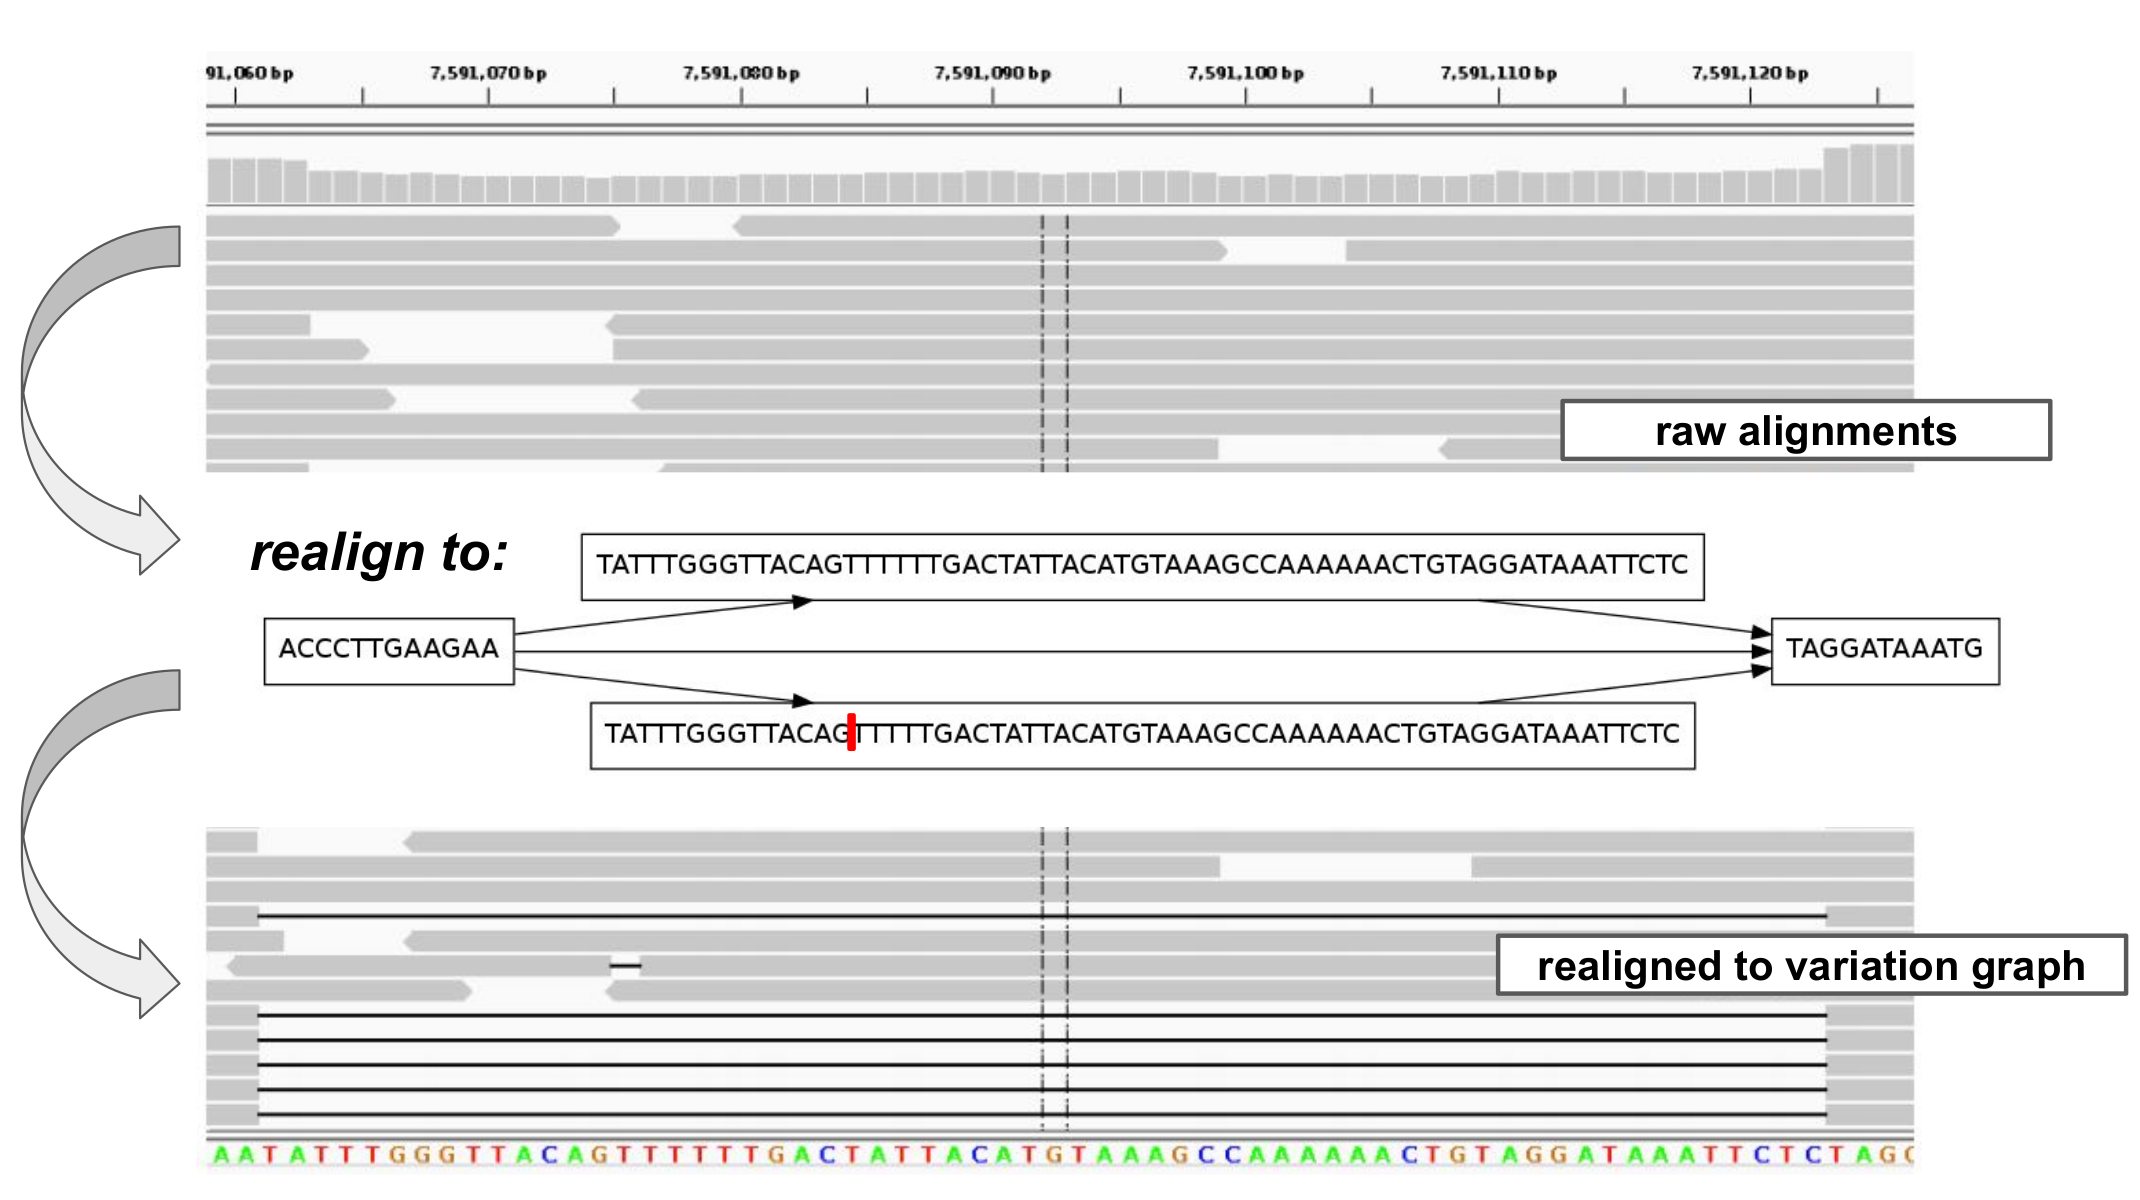 91,060 bp 7,591,070 bp 7,591,080 bp 7,591,090 bp 7,591,100 bp 7,591,110 bp 7,591,120 bp
raw alignments
realign to:
TATTTGGGTTACAGTTTTTTGACTATTACATGTAAAGCCAAAAAACTGTAGGATAAATTCTC
ACCCTTGAAGAA
TAGGATAAATG
TATTTGGGTTACAGTTTTTGACTATTACATGTAAAGCCAAAAAACTGTAGGATAAATTCTC
realigned to variation graph
AATATTTGGGTTACAGTTTTTTGACTATTACATGTAAAGCCAAAAAACTGTAGGATAAATTCTCTAG